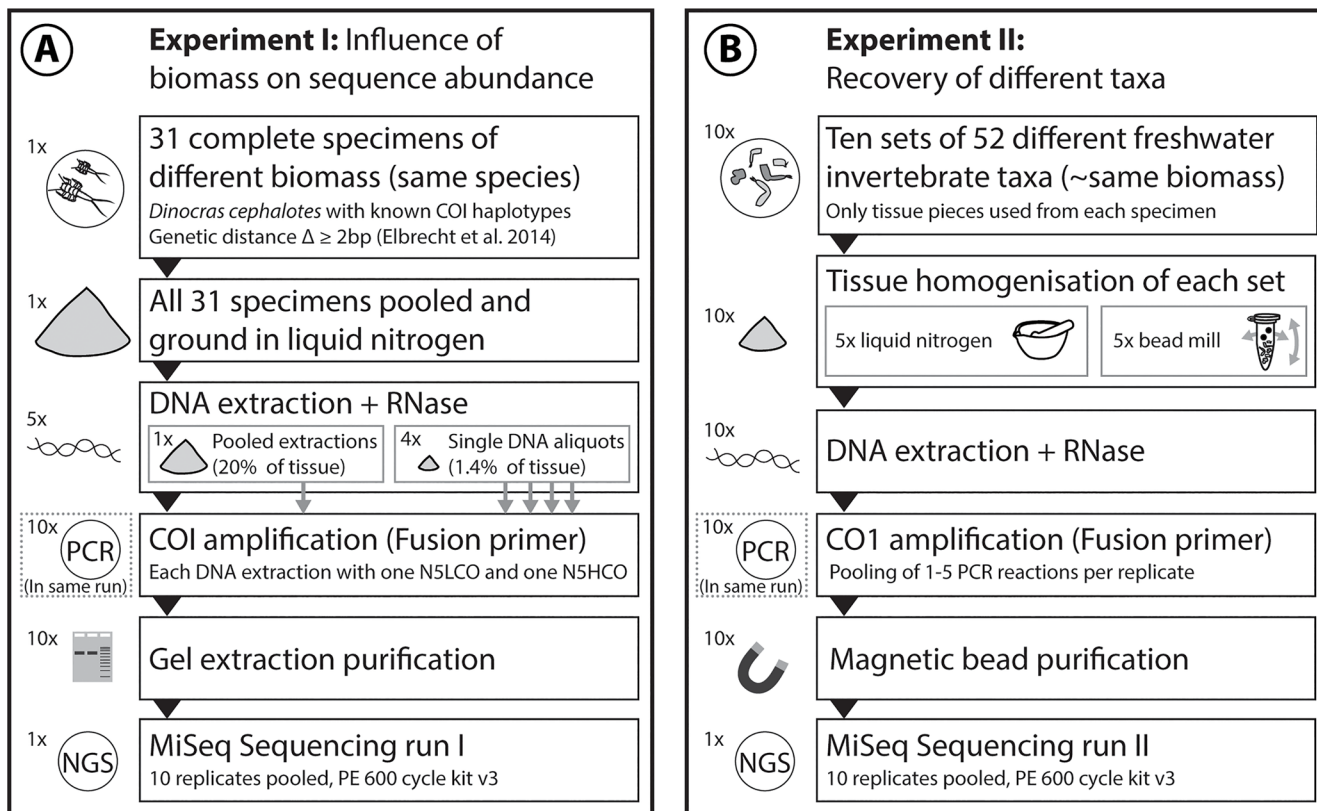 A
Experiment I: Influence of
biomass on sequence abundance
1x
31 complete specimens of
different biomass (same species)
Dinocras cephalotes with known COI haplotypes
Genetic distance Δ ≥ 2bp (Elbrecht et al. 2014)
1x
All 31 specimens pooled and
ground in liquid nitrogen
5x
DNA extraction + RNase
1x
Pooled extractions
(20% of tissue)
4x
Single DNA aliquots
(1.4% of tissue)
10x
PCR
(In same run)
COI amplification (Fusion primer)
Each DNA extraction with one N5LCO and one N5HCO
10x
Gel extraction purification
1x
NGS
MiSeq Sequencing run I
10 replicates pooled, PE 600 cycle kit v3
B
Experiment II:
Recovery of different taxa
10x
Ten sets of 52 different freshwater
invertebrate taxa (~same biomass)
Only tissue pieces used from each specimen
10x
Tissue homogenisation of each set
5x liquid nitrogen
5x bead mill
10x
DNA extraction + RNase
10x
PCR
(In same run)
CO1 amplification (Fusion primer)
Pooling of 1-5 PCR reactions per replicate
10x
Magnetic bead purification
1x
NGS
MiSeq Sequencing run II
10 replicates pooled, PE 600 cycle kit v3